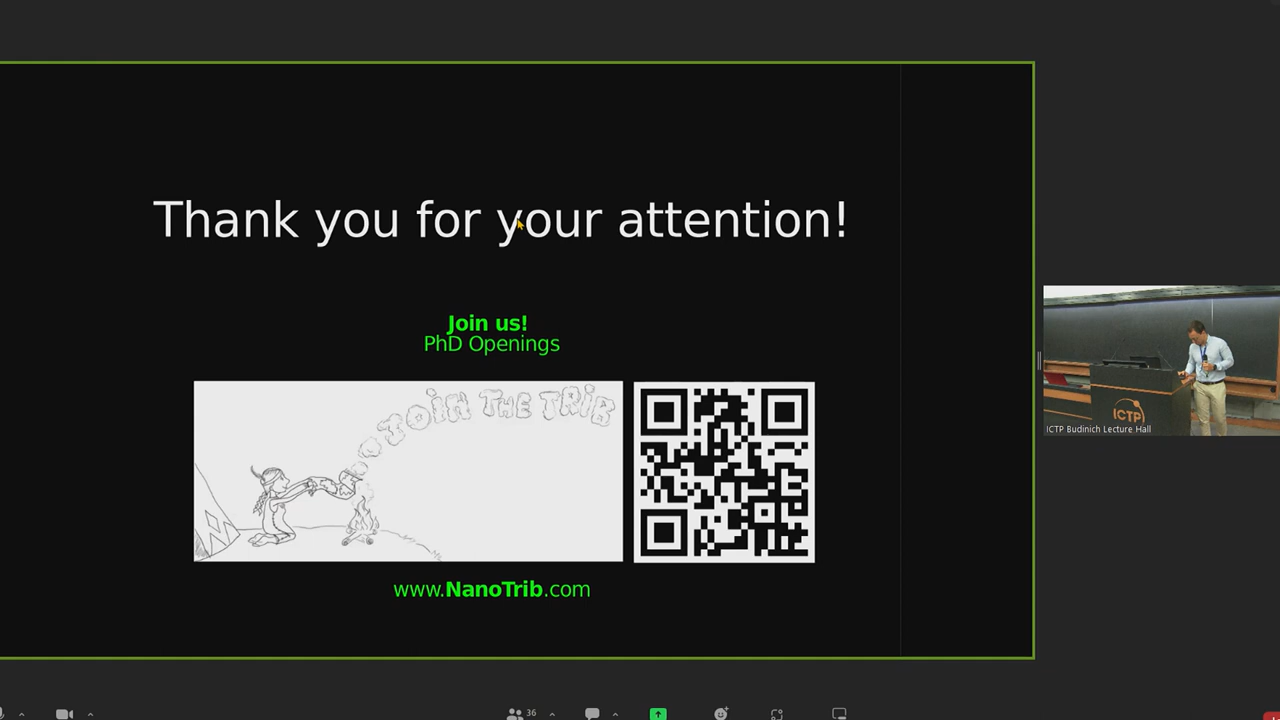 Thank you for your attention!
Join us!
PhD Openings
JOIN THE TRIB
www.NanoTrib.com
ICTP
ICTP Budinich Lecture Hall
36